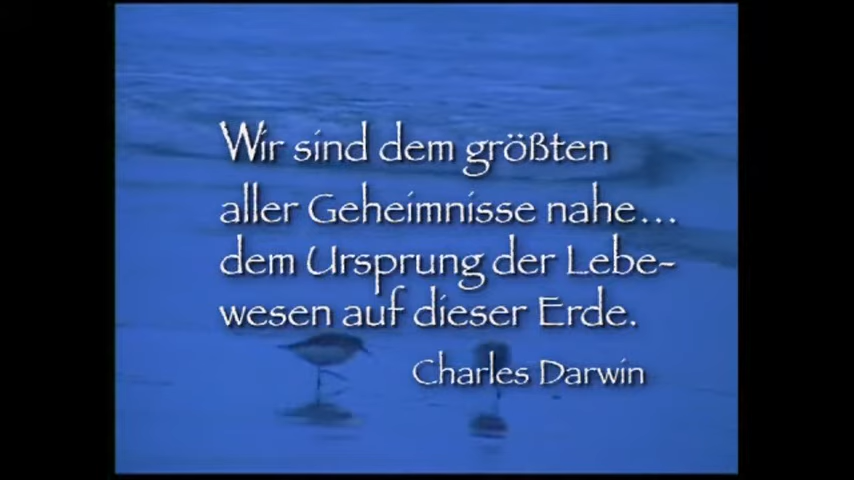 Wir sind dem größten
aller Geheimnisse nahe...
dem Ursprung der Lebe-
wesen auf dieser Erde.
Charles Darwin